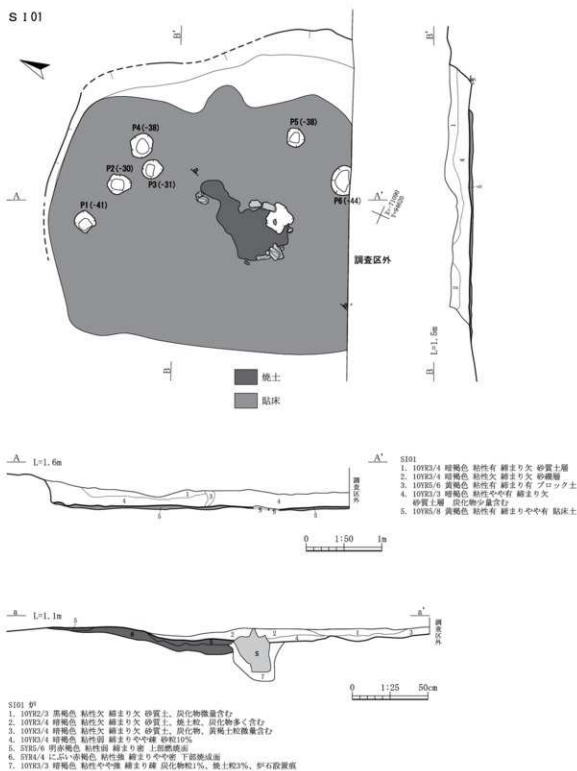 SI01
B'
P4(-38)
P5(-38)
P2(-30)
P3(-31)
P6(-44)
P1(-41)
A
A'
a
a'
調査区外
B
焼土
貼床
B'
1
4
5
B L=1.5m
A L=1.6m
A'
調査区外
0 1:50 1m
SI01
1. 10YR3/4 暗褐色 粘性有 締まり欠 砂質土層
2. 10YR3/4 暗褐色 粘性欠 締まり欠 砂礫層
3. 10YR5/6 黄褐色 粘性有 締まり有 ブロック土
4. 10YR3/3 暗褐色 粘性やや有 締まり欠
砂質土層 炭化物少量含む
5. 10YR5/8 黄褐色 粘性有 締まりやや有 貼床土
a L=1.1m
a'
調査区外
S
0 1:25 50cm
SI01 炉
1. 10YR2/3 黒褐色 粘性欠 締まり欠 砂質土、炭化物微量含む
2. 10YR3/4 暗褐色 粘性欠 締まり欠 砂質土、焼土粒、炭化物多く含む
3. 10YR3/4 暗褐色 粘性欠 締まり欠 砂質土、炭化物、黄褐土粒微量含む
4. 10YR3/4 暗褐色 粘性弱 締まりやや疎 砂粒10%
5. 5YR5/6 明赤褐色 粘性弱 締まり密 上部燃焼面
6. 5YR4/4 にぶい赤褐色 粘性強 締まりやや密 下部焼成面
7. 10YR3/3 暗褐色 粘性やや強 締まり疎 炭化物粒1%、焼土粒3%、炉石設置痕